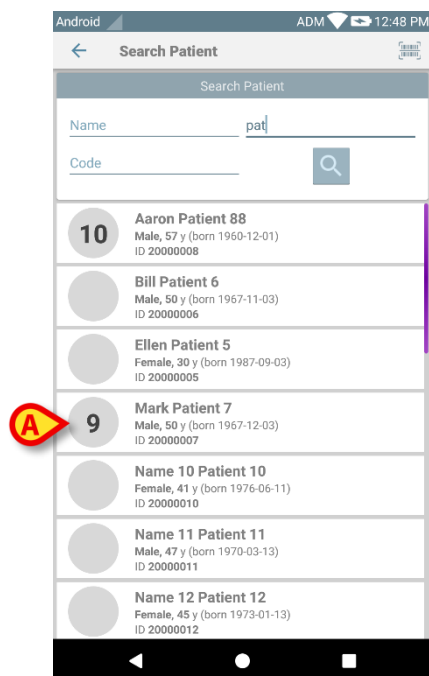 Android ADM 12:48 PM
Search Patient
Search Patient
Name pat
Code
10
Aaron Patient 88
Male, 57 y (born 1960-12-01)
ID 20000008
Bill Patient 6
Male, 50 y (born 1967-11-03)
ID 20000006
Ellen Patient 5
Female, 30 y (born 1987-09-03)
ID 20000005
A
9
Mark Patient 7
Male, 50 y (born 1967-12-03)
ID 20000007
Name 10 Patient 10
Female, 41 y (born 1976-06-11)
ID 20000010
Name 11 Patient 11
Male, 47 y (born 1970-03-13)
ID 20000011
Name 12 Patient 12
Female, 45 y (born 1973-01-13)
ID 20000012